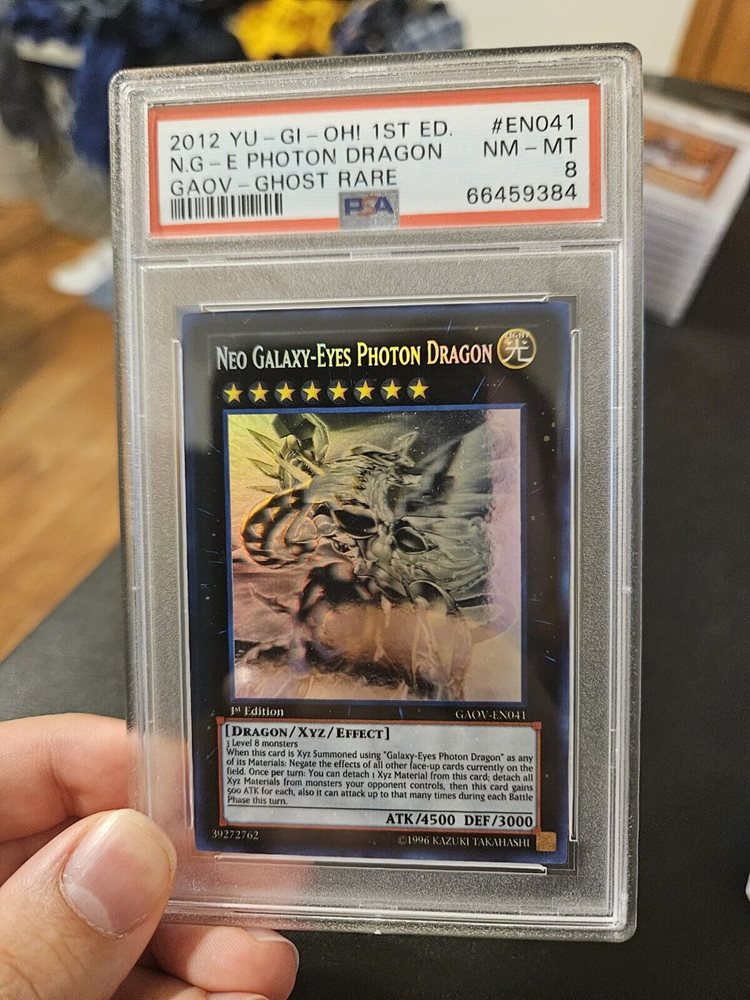 2012 YU-GI-OH! 1ST ED. #EN041
N.G-E PHOTON DRAGON NM-MT
GAOV-GHOST RARE 8
PSA 66459384
NEO GALAXY-EYES PHOTON DRAGON LIGHT 光
1st Edition GAOV-EN041
[DRAGON/XYZ/EFFECT]
3 Level 8 monsters
When this card is Xyz Summoned using "Galaxy-Eyes Photon Dragon" as any
of its Materials: Negate the effects of all other face-up cards currently on the
field. Once per turn: You can detach 1 Xyz Material from this card; detach all
Xyz Materials from monsters your opponent controls, then this card gains
500 ATK for each, also it can attack up to that many times during each Battle
Phase this turn.
ATK/4500 DEF/3000
39272762 ©1996 KAZUKI TAKAHASHI